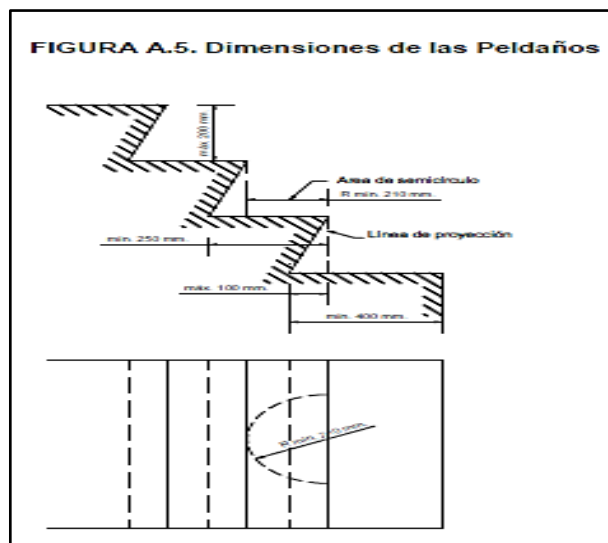 FIGURA A.5. Dimensiones de las Peldaños
máx 200 mm.
Area de semicírculo
R mín. 210 mm.
Línea de proyección
mín. 250 mm.
máx. 100 mm.
mín. 400 mm.
R mín. 210 mm.